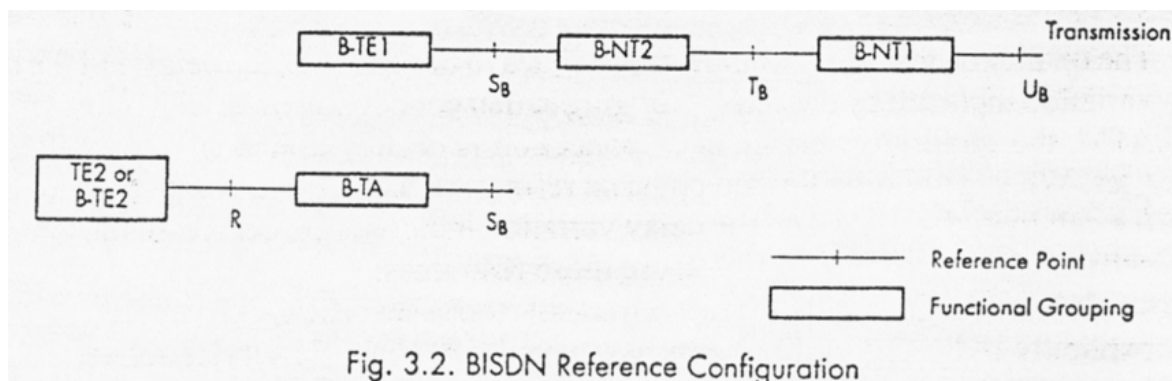 B-TE1 B-NT2 B-NT1 Transmission
S_B T_B U_B
TE2 or
B-TE2 B-TA
R S_B
Reference Point
Functional Grouping
Fig. 3.2. BISDN Reference Configuration